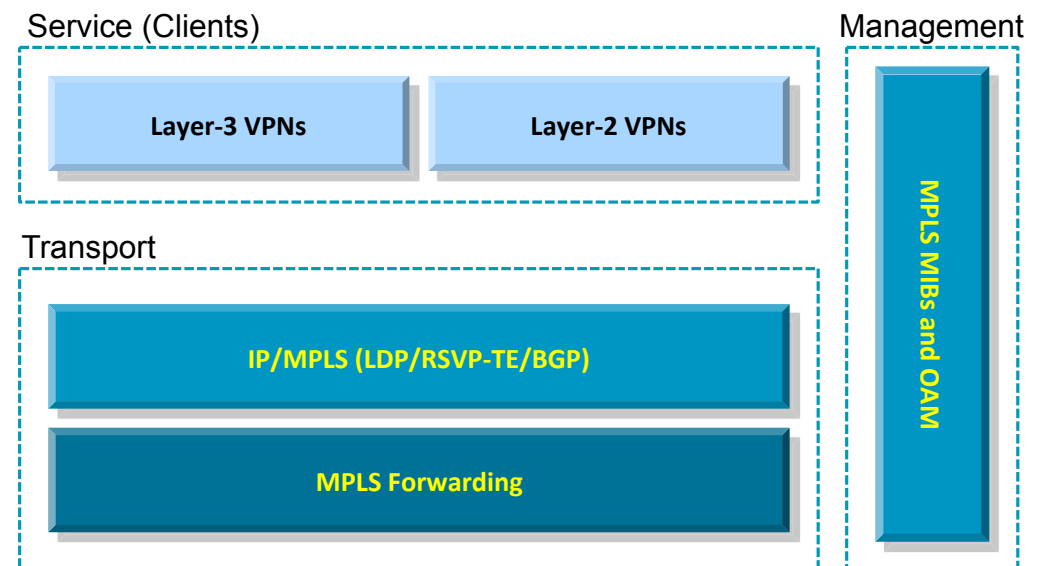 Service (Clients)
Management
Layer-3 VPNs
Layer-2 VPNs
MPLS MIBs and OAM
Transport
IP/MPLS (LDP/RSVP-TE/BGP)
MPLS Forwarding